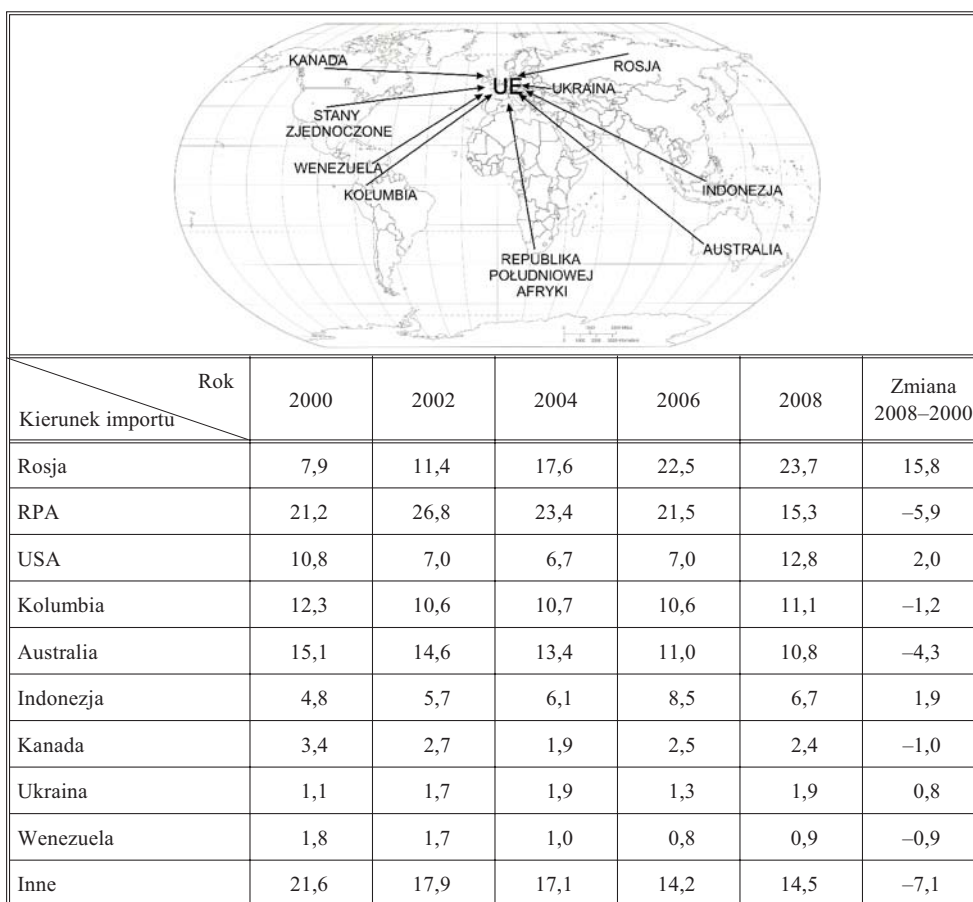 KANADA
ROSJA
UE
UKRAINA
STANY
ZJEDNOCZONE
WENEZUELA
KOLUMBIA
INDONEZJA
AUSTRALIA
REPUBLIKA
POŁUDNIOWEJ
AFRYKI
Rok
Kierunek importu
2000 2002 2004 2006 2008 Zmiana
2008–2000
Rosja 7,9 11,4 17,6 22,5 23,7 15,8
RPA 21,2 26,8 23,4 21,5 15,3 –5,9
USA 10,8 7,0 6,7 7,0 12,8 2,0
Kolumbia 12,3 10,6 10,7 10,6 11,1 –1,2
Australia 15,1 14,6 13,4 11,0 10,8 –4,3
Indonezja 4,8 5,7 6,1 8,5 6,7 1,9
Kanada 3,4 2,7 1,9 2,5 2,4 –1,0
Ukraina 1,1 1,7 1,9 1,3 1,9 0,8
Wenezuela 1,8 1,7 1,0 0,8 0,9 –0,9
Inne 21,6 17,9 17,1 14,2 14,5 –7,1